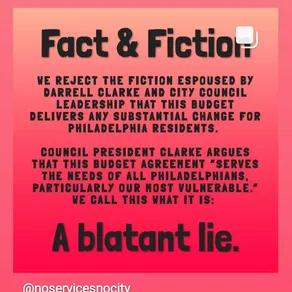 Fact & Fiction
WE REJECT THE FICTION ESPOUSED BY
DARRELL CLARKE AND CITY COUNCIL
LEADERSHIP THAT THIS BUDGET
DELIVERS ANY SUBSTANTIAL CHANGE FOR
PHILADELPHIA RESIDENTS.
COUNCIL PRESIDENT CLARKE ARGUES
THAT THIS BUDGET AGREEMENT "SERVES
THE NEEDS OF ALL PHILADELPHIANS,
PARTICULARLY OUR MOST VULNERABLE."
WE CALL THIS WHAT IT IS:
A blatant lie.
@noservicesnocity